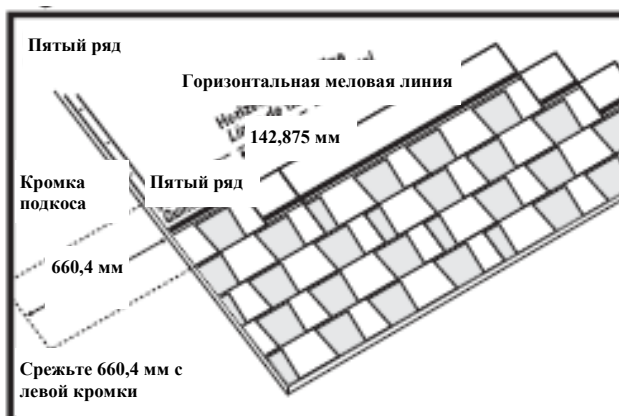 Пятый ряд
Горизонтальная меловая линия
142,875 мм
Кромка
подкоса
Пятый ряд
660,4 мм
Срежьте 660,4 мм с
левой кромки